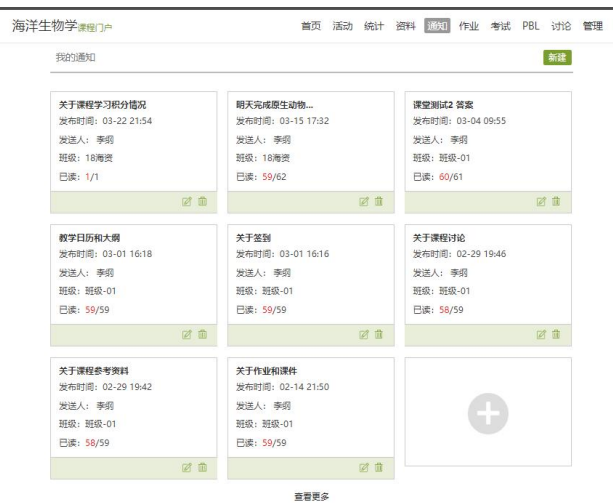 海洋生物学课程门户
首页 活动 统计 资料 通知 作业 考试 PBL 讨论 管理
我的通知
新建
关于课程学习积分情况
发布时间：03-22 21:54
发送人： 季纲
班级：18海资
已读：1/1
明天完成原生动物...
发布时间：03-15 17:32
发送人： 季纲
班级：18海资
已读：59/62
课堂测试2 答案
发布时间：03-04 09:55
发送人： 季纲
班级：班级-01
已读：60/61
教学日历和大纲
发布时间：03-01 16:18
发送人： 季纲
班级：班级-01
已读：59/59
关于签到
发布时间：03-01 16:16
发送人： 季纲
班级：班级-01
已读：59/59
关于课程讨论
发布时间：02-29 19:46
发送人： 季纲
班级：班级-01
已读：58/59
关于课程参考资料
发布时间：02-29 19:42
发送人： 季纲
班级：班级-01
已读：58/59
关于作业和课件
发布时间：02-14 21:50
发送人： 季纲
班级：班级-01
已读：59/59
查看更多